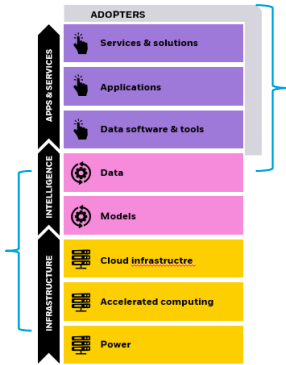 ADOPTERS
APPS & SERVICES
Services & solutions
Applications
Data software & tools
INTELLIGENCE
Data
Models
INFRASTRUCTURE
Cloud infrastructre
Accelerated computing
Power